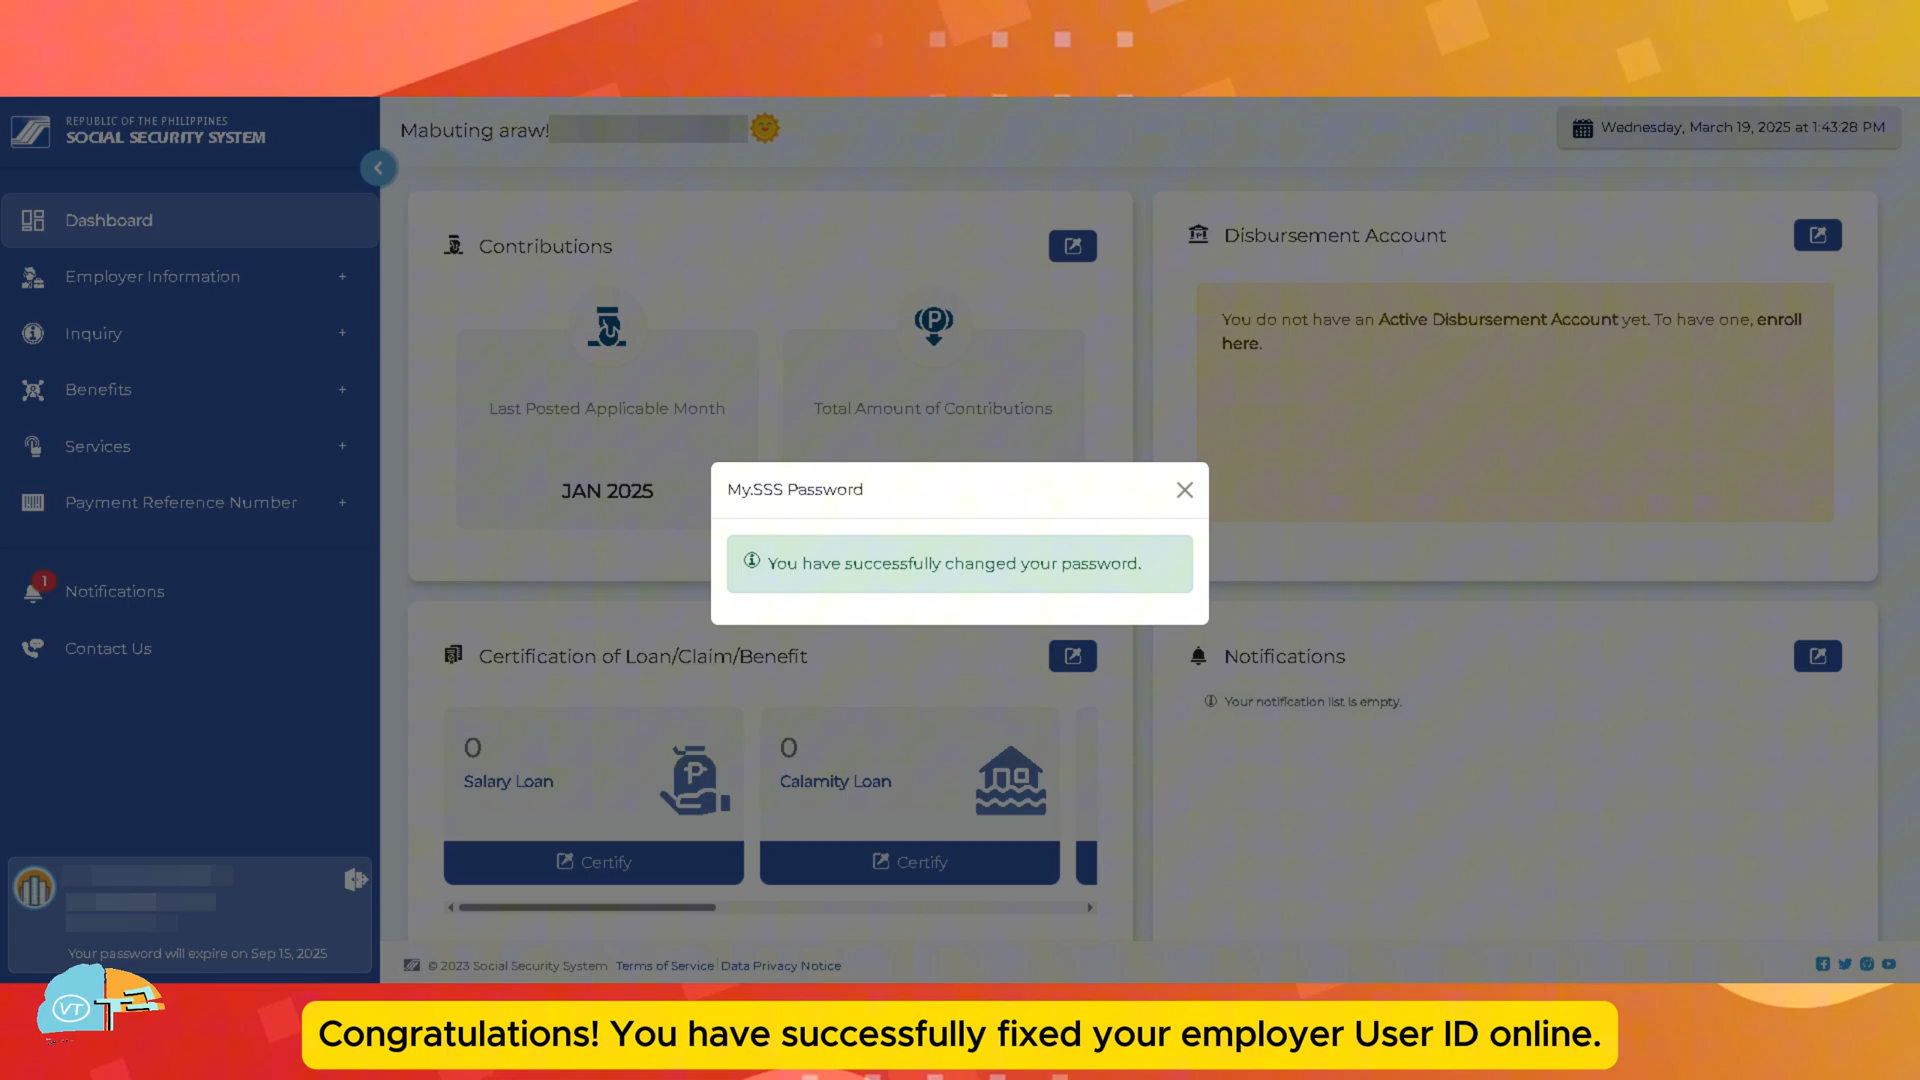 REPUBLIC OF THE PHILIPPINES
SOCIAL SECURITY SYSTEM
Mabuting araw!
Wednesday, March 19, 2025 at 1:43:28 PM
Dashboard
Employer Information +
Inquiry +
Benefits +
Services +
Payment Reference Number +
1
Notifications
Contact Us
Your password will expire on Sep 15, 2025
Contributions
Last Posted Applicable Month
JAN 2025
Total Amount of Contributions
Disbursement Account
You do not have an Active Disbursement Account yet. To have one, enroll
here.
My.SSS Password
You have successfully changed your password.
Certification of Loan/Claim/Benefit
0
Salary Loan
Certify
0
Calamity Loan
Certify
Notifications
Your notification list is empty.
© 2023 Social Security System Terms of Service | Data Privacy Notice
VT
Congratulations! You have successfully fixed your employer User ID online.